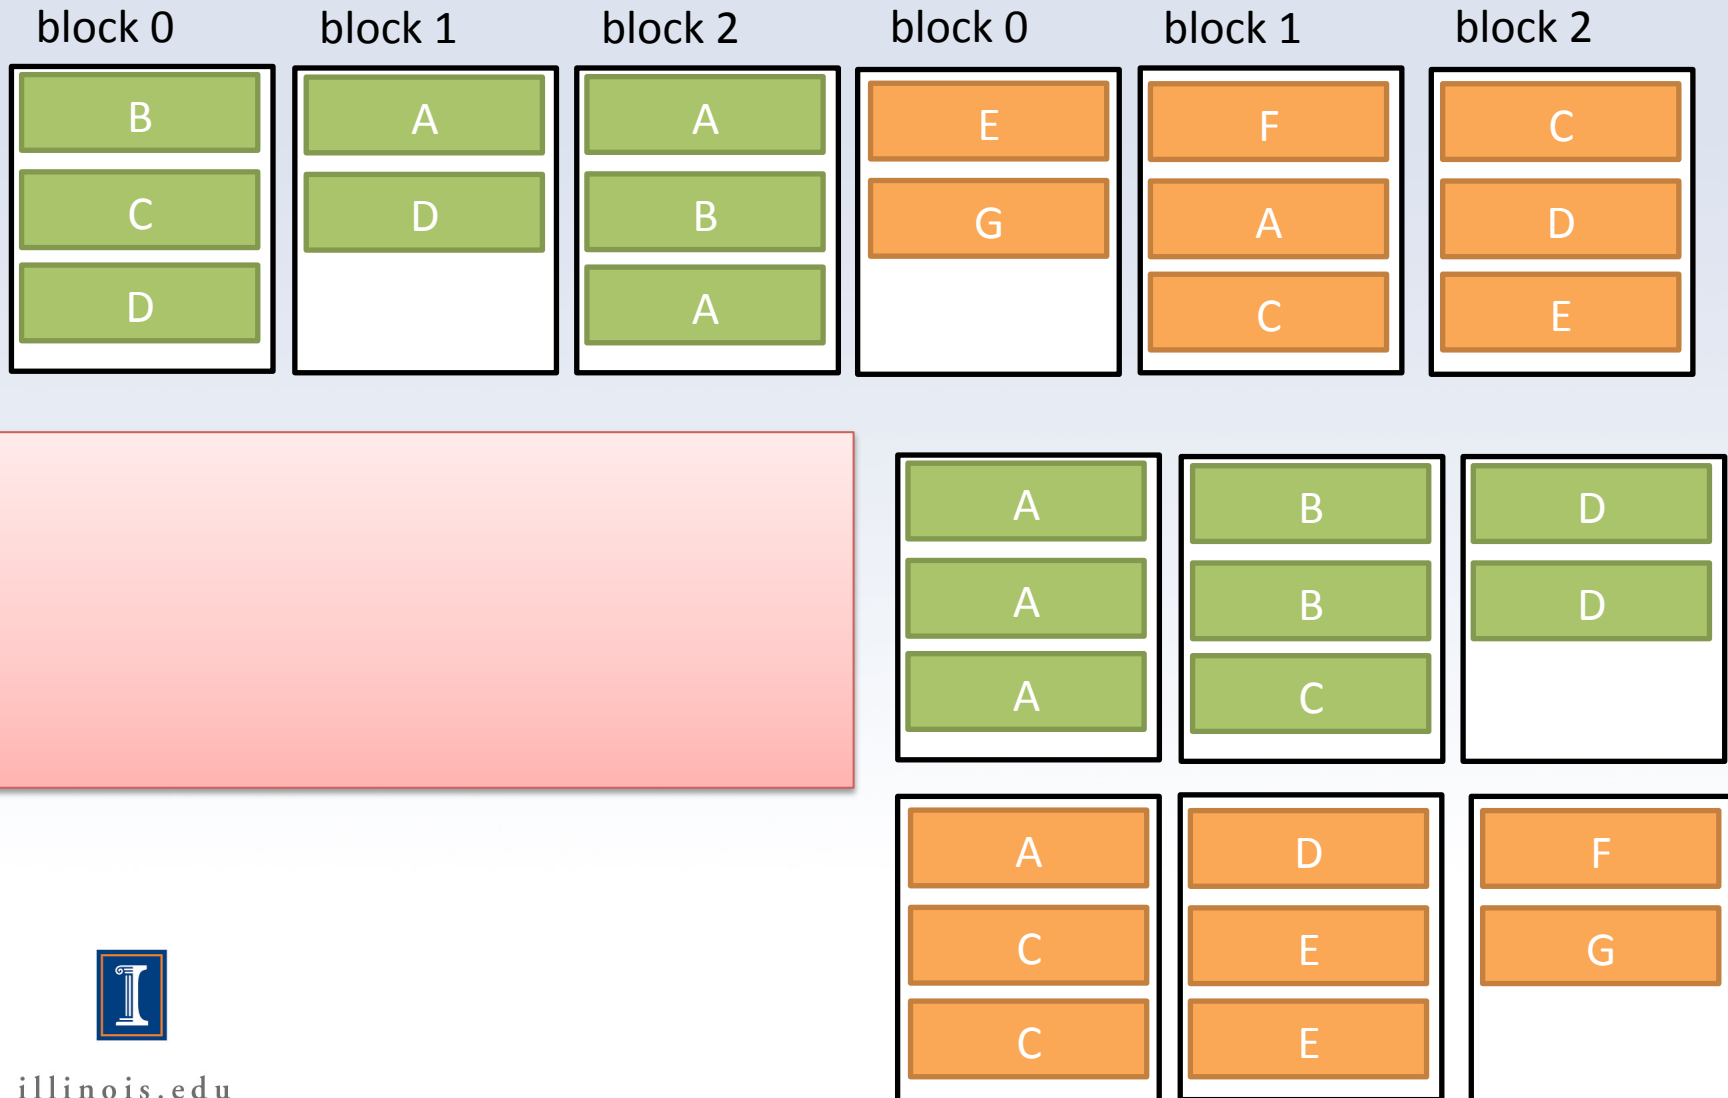 block 0 block 1 block 2 block 0 block 1 block 2
B A A E F C
C D B G A D
D A C E
A B D
A B D
A C
A D F
C E G
C E
illinois.edu